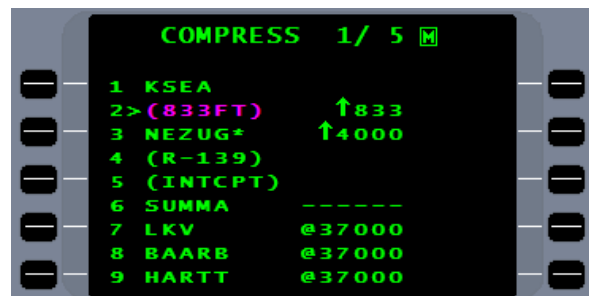 COMPRESS 1/ 5 M
1 KSEA
2>(833FT) ↑833
3 NEZUG* ↑4000
4 (R-139)
5 (INTCPT)
6 SUMMA ------
7 LKV @37000
8 BAARB @37000
9 HARTT @37000